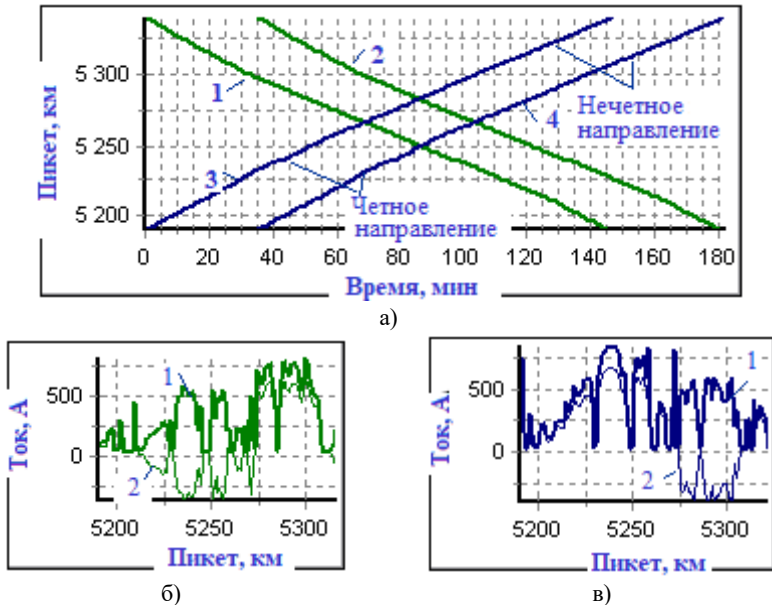 Пикет, км
5 300
5 250
5 200
1
2
3
4
Нечетное
направление
Четное
направление
0 20 40 60 80 100 120 140 160 180
Время, мин
а)
Ток, А
500
0
1
2
5200 5250 5300
Пикет, км
б)
Ток, А.
500
0
1
2
5200 5250 5300
Пикет, км
в)